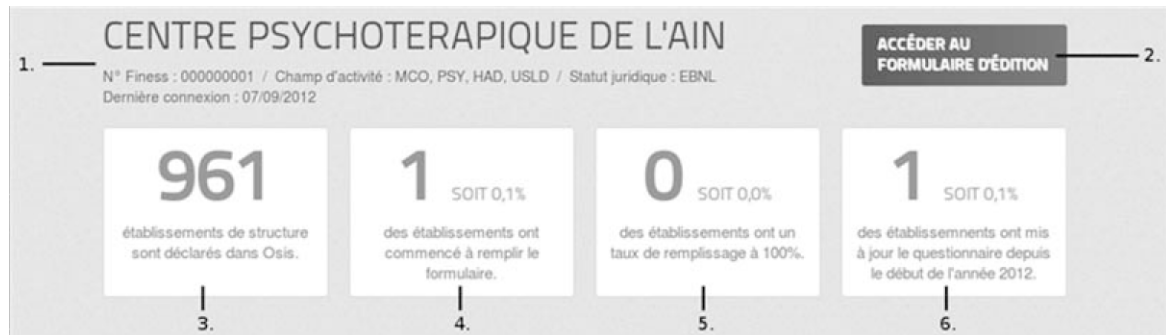 CENTRE PSYCHOTERAPIQUE DE L'AIN
1.
N° Finess : 000000001 / Champ d'activité : MCO, PSY, HAD, USLD / Statut juridique : EBNL
Dernière connexion : 07/09/2012
ACCÉDER AU
FORMULAIRE D'ÉDITION
2.
961
établissements de structure
sont déclarés dans Osis.
3.
1 SOIT 0,1%
des établissements ont
commencé à remplir le
formulaire.
4.
0 SOIT 0,0%
des établissements ont un
taux de remplissage à 100%.
5.
1 SOIT 0,1%
des établissemnents ont mis
à jour le questionnaire depuis
le début de l'année 2012.
6.